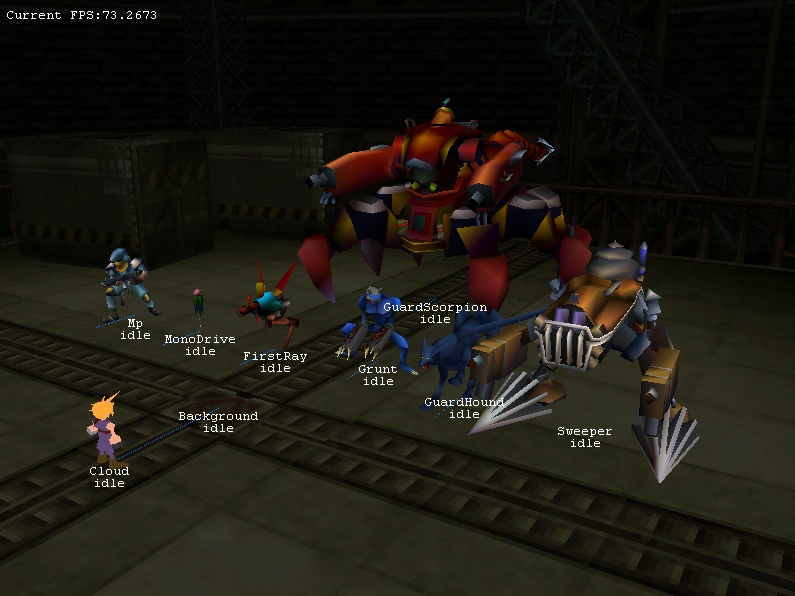 Current FPS:73.2673
GuardScorpion
idle
Mp
idle
MonoDrive
idle
FirstRay
idle
Grunt
idle
GuardHound
idle
Background
idle
Sweeper
idle
Cloud
idle